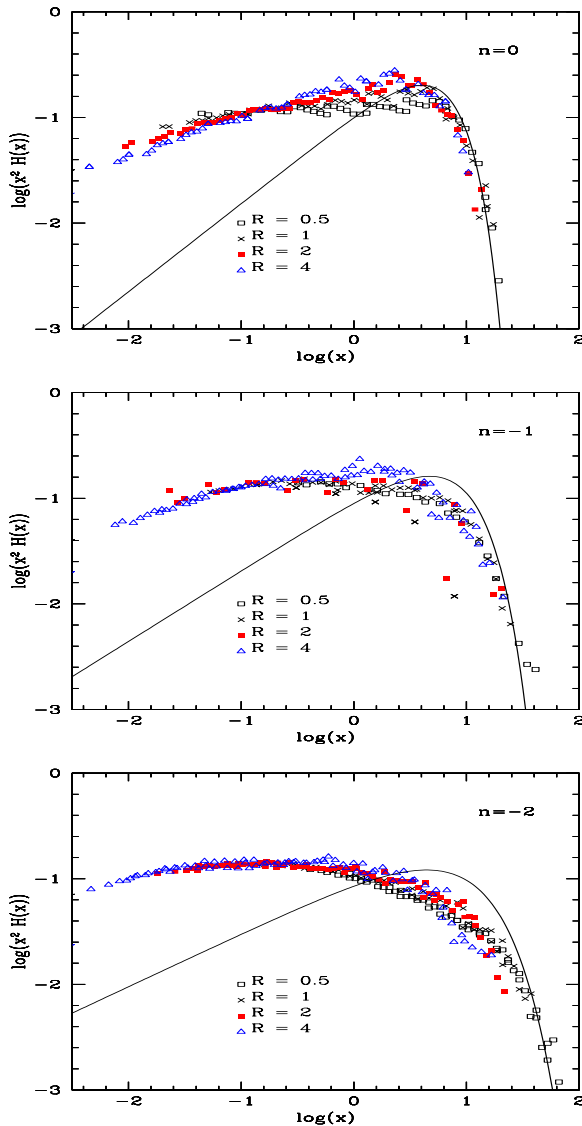 0
n=0
−1
log(x² H(x))
−2
R = 0.5
R = 1
R = 2
R = 4
−3
−2
−1
0
1
2
log(x)
0
n=−1
−1
log(x² H(x))
−2
R = 0.5
R = 1
R = 2
R = 4
−3
−2
−1
0
1
2
log(x)
0
n=−2
−1
log(x² H(x))
−2
R = 0.5
R = 1
R = 2
R = 4
−3
−2
−1
0
1
2
log(x)